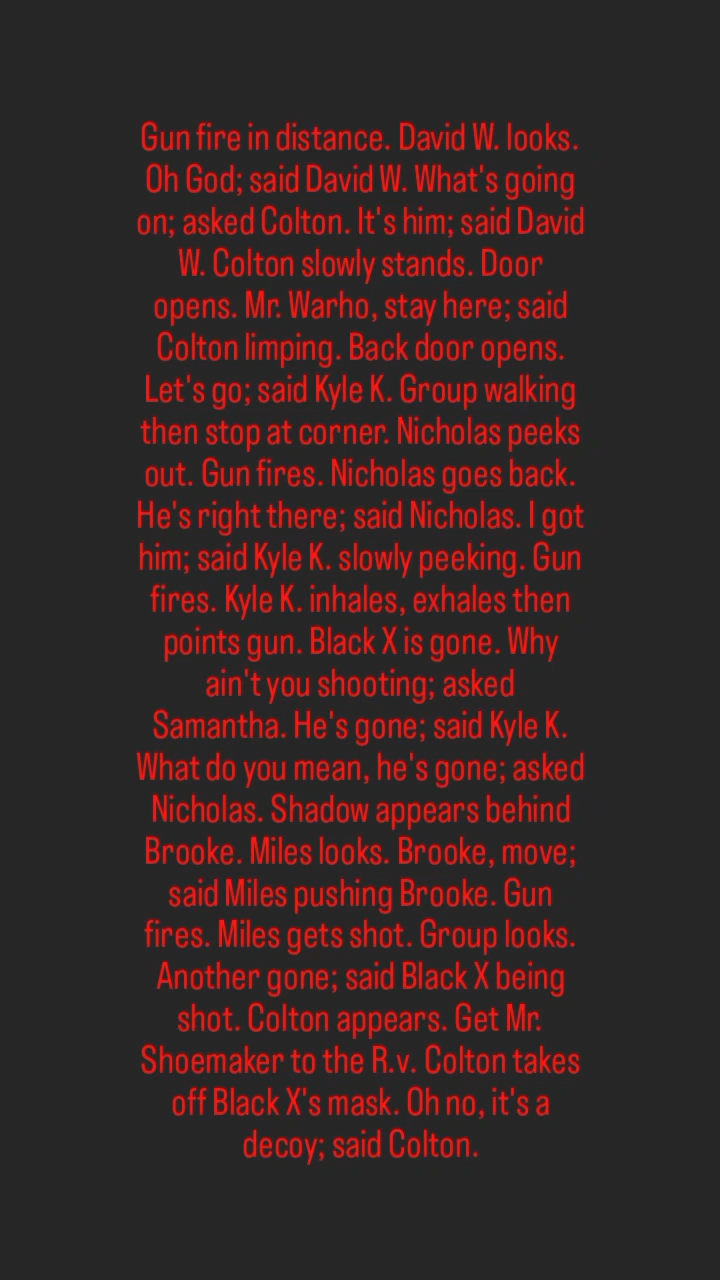 Gun fire in distance. David W. looks.
Oh God; said David W. What's going
on; asked Colton. It's him; said David
W. Colton slowly stands. Door
opens. Mr. Warho, stay here; said
Colton limping. Back door opens.
Let's go; said Kyle K. Group walking
then stop at corner. Nicholas peeks
out. Gun fires. Nicholas goes back.
He's right there; said Nicholas. I got
him; said Kyle K. slowly peeking. Gun
fires. Kyle K. inhales, exhales then
points gun. Black X is gone. Why
ain't you shooting; asked
Samantha. He's gone; said Kyle K.
What do you mean, he's gone; asked
Nicholas. Shadow appears behind
Brooke. Miles looks. Brooke, move;
said Miles pushing Brooke. Gun
fires. Miles gets shot. Group looks.
Another gone; said Black X being
shot. Colton appears. Get Mr.
Shoemaker to the R.v. Colton takes
off Black X's mask. Oh no, it's a
decoy; said Colton.